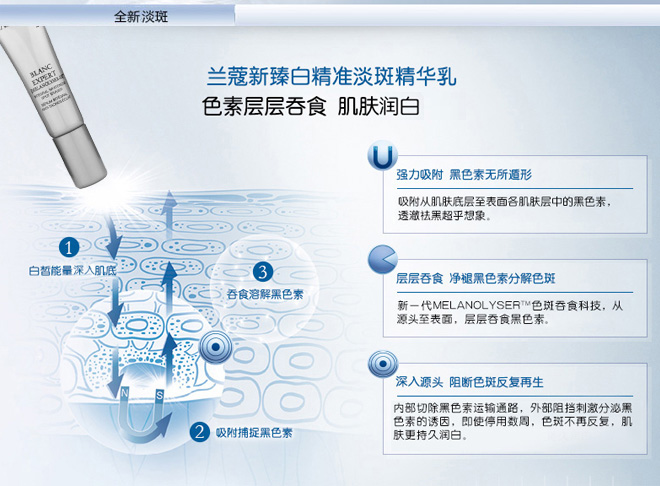 全新淡斑
BLANC
EXPERT
兰蔻新臻白精准淡斑精华乳
色素层层吞食 肌肤润白
强力吸附 黑色素无所遁形
吸附从肌肤底层至表面各肌肤层中的黑色素，
透澈祛黑超乎想象。
1
白皙能量深入肌底
3
吞食溶解黑色素
层层吞食 净褪黑色素分解色斑
新一代MELANOLYSER™色斑吞食科技，从
源头至表面，层层吞食黑色素。
深入源头 阻断色斑反复再生
内部切除黑色素运输通路，外部阻挡刺激分泌黑
色素的诱因，即使停用数周，色斑不再反复，肌
肤更持久润白。
N S
2 吸附捕捉黑色素